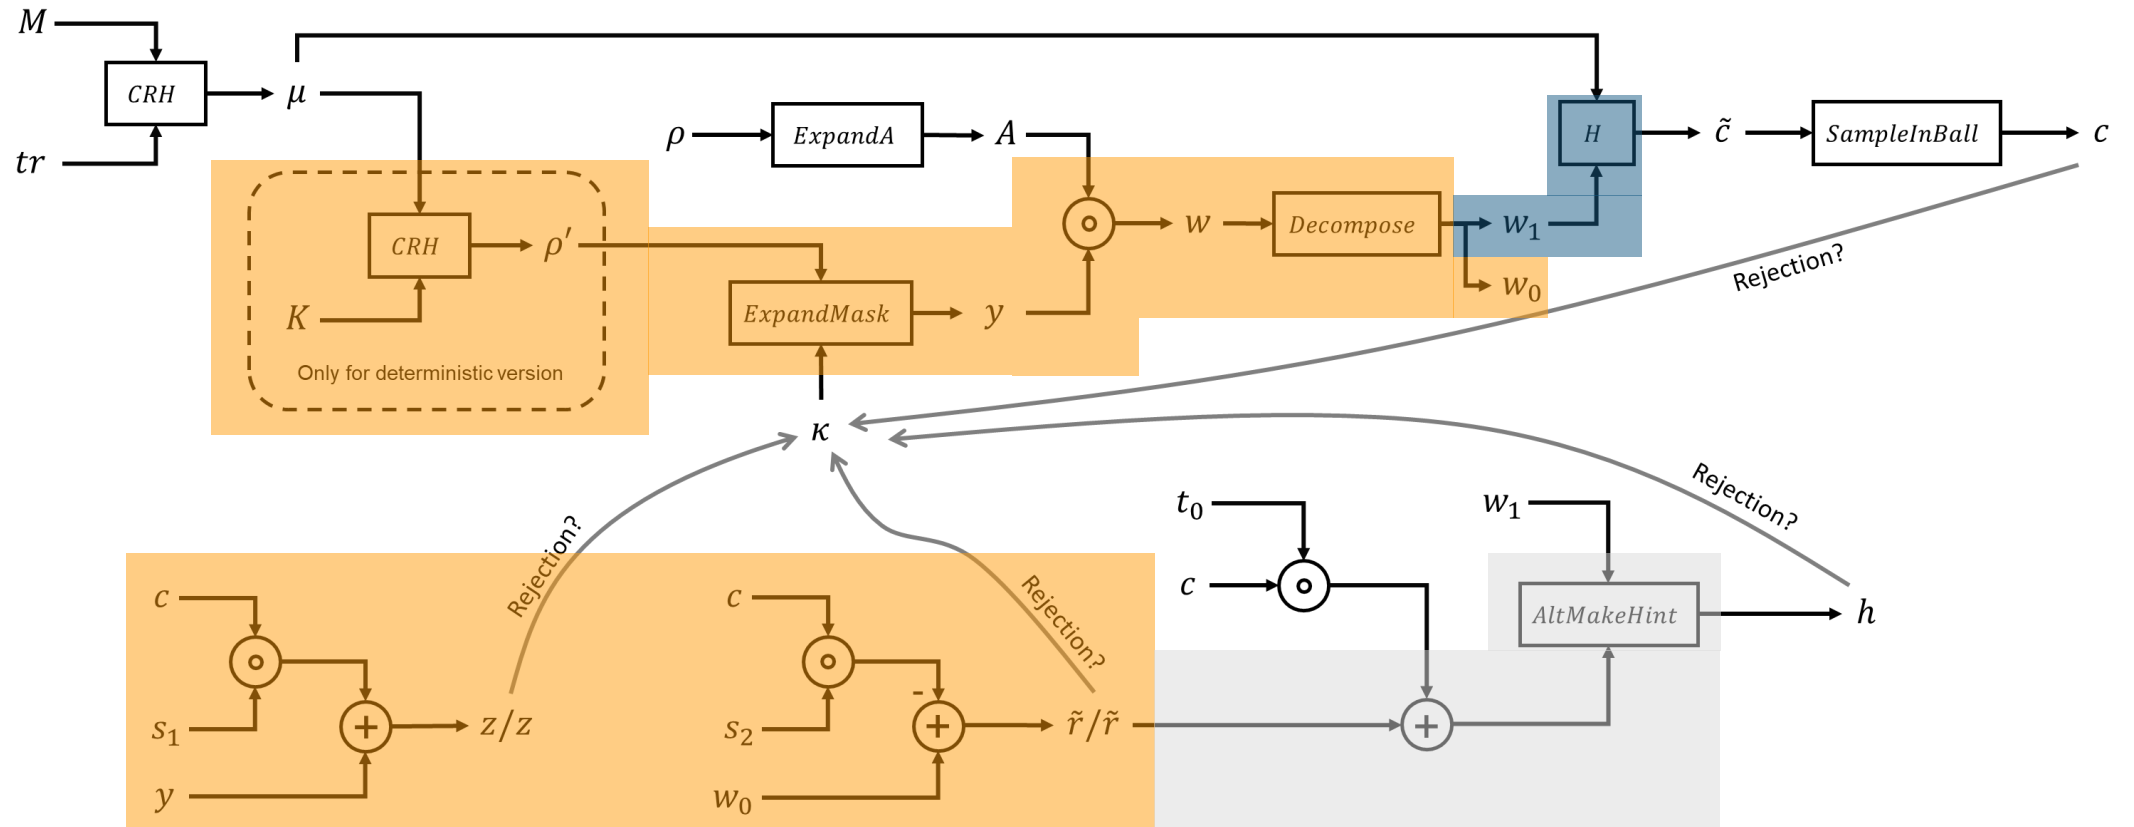 M
CRH
μ
tr
ρ
ExpandA
A
H
c̃
SampleInBall
c
CRH
ρ′
K
Only for deterministic version
ExpandMask
y
w
Decompose
w₁
w₀
Rejection?
κ
Rejection?
Rejection?
Rejection?
c
s₁
y
z/z
c
s₂
w₀
-
+
+
r̃/r̃
t₀
c
w₁
AltMakeHint
+
h